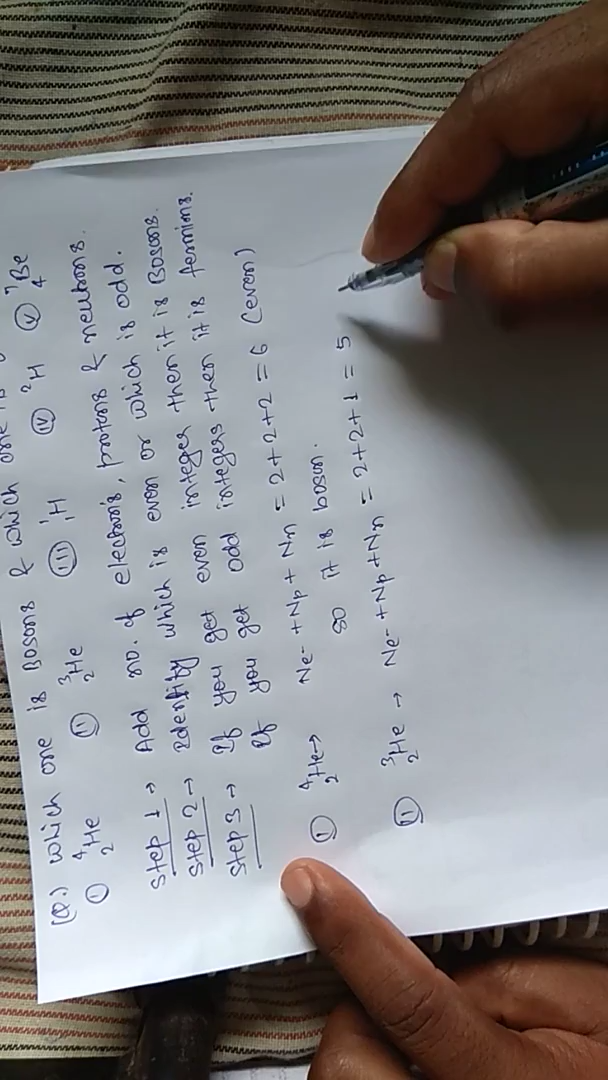 (Q.) which one is Bosons & which one is
(i) ⁴₂He (ii) ³₂He (iii) ¹H (iv) ²H (v) ⁷₄Be
Step 1 → Add no. of electrons, protons & neutrons.
Step 2 → Identify which is even or which is odd.
Step 3 → If you get even integer then it is Bosons.
If you get odd integers then it is fermions.
(i) ⁴₂He → Ne- + Np + Nn = 2+2+2 = 6 (even)
so it is boson.
(ii) ³₂He → Ne- + Np + Nn = 2+2+1 = 5